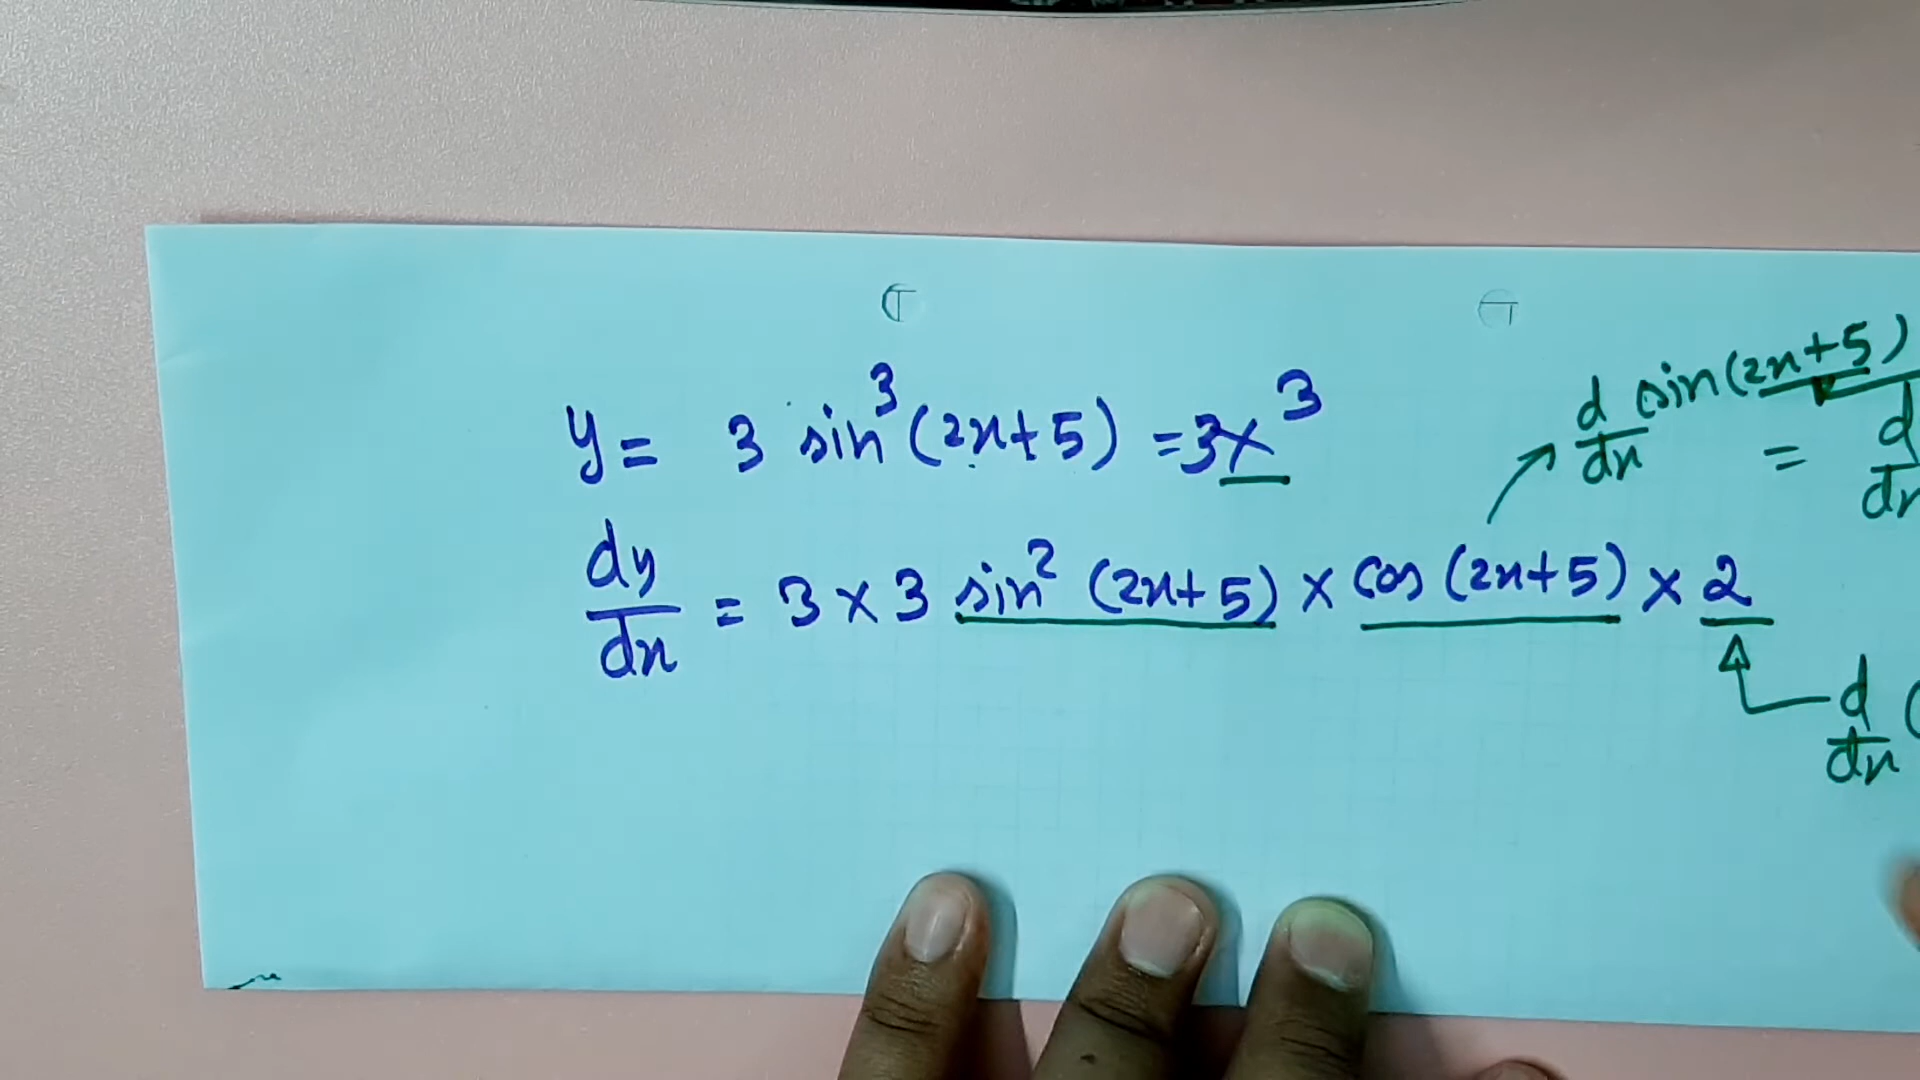 y = 3 sin³ (2x+5) = 3x³
d/dx sin(2x+5)
= d/dx
dy/dx = 3 × 3 sin² (2x+5) × cos (2x+5) × 2
d/dx (